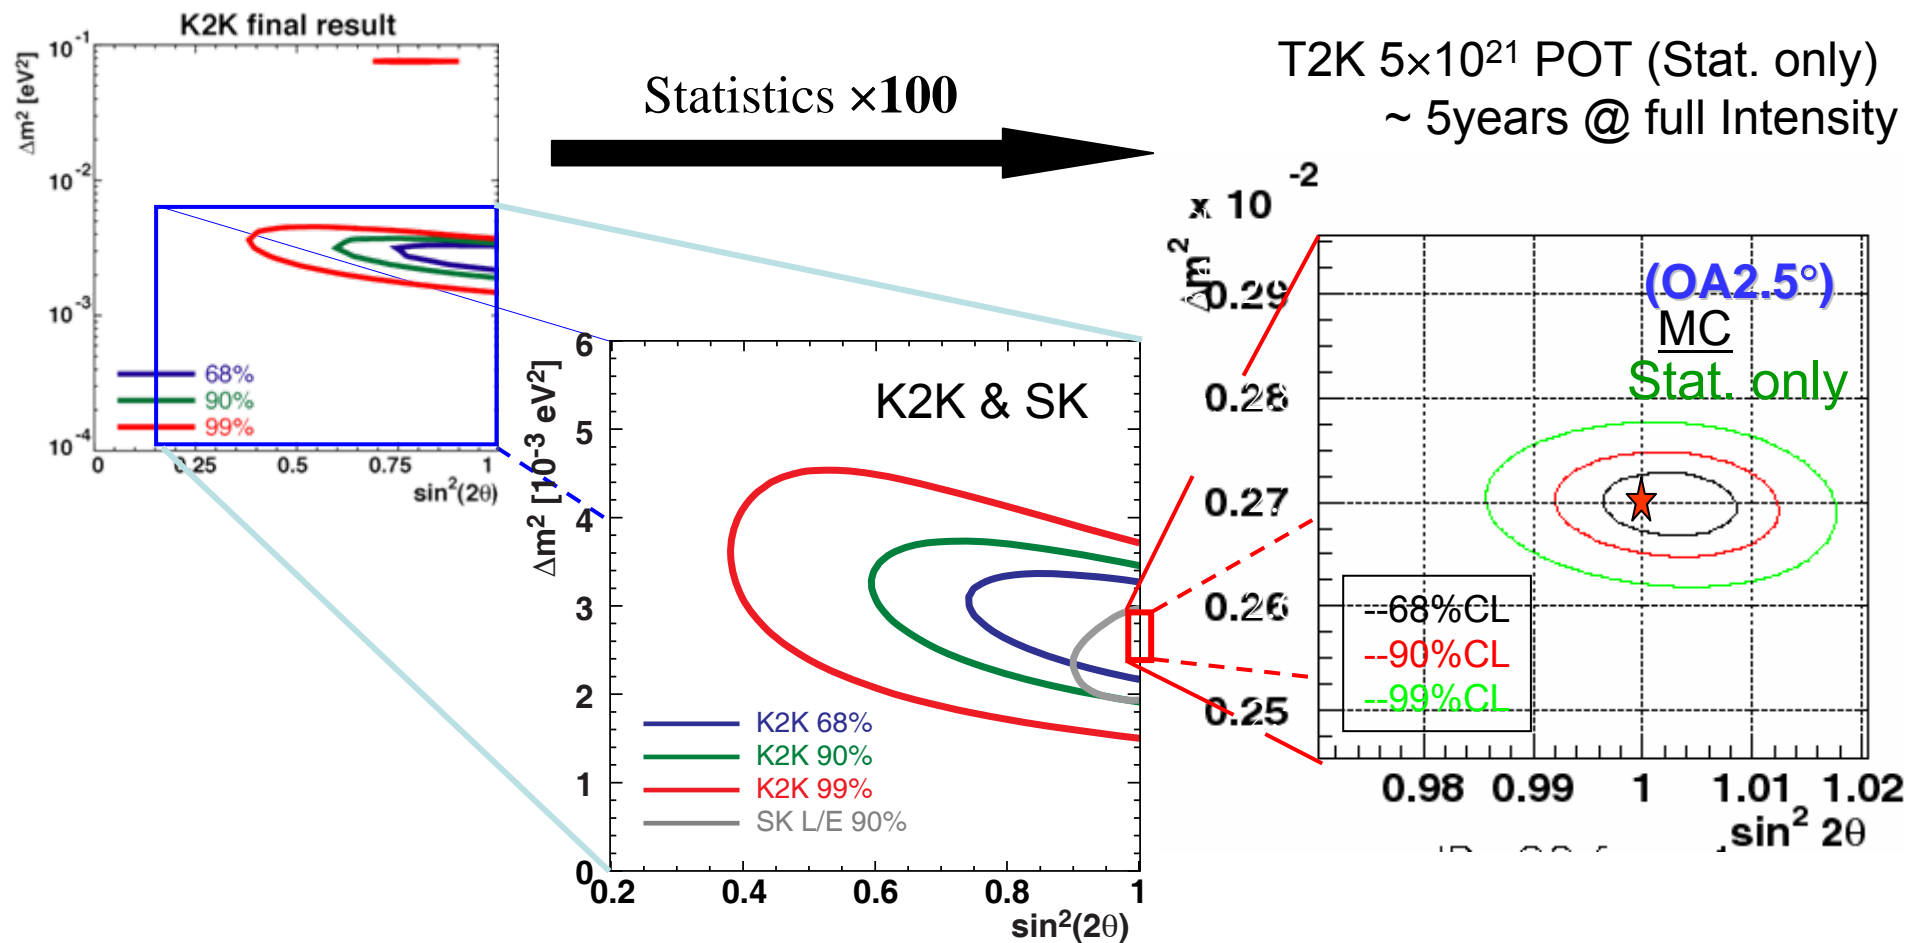 K2K final result
Δm² [eV²]
10⁻¹
10⁻²
10⁻³
10⁻⁴
68%
90%
99%
0 0.25 0.5 0.75 1
sin²(2θ)
Statistics ×100
T2K 5×10²¹ POT (Stat. only)
~ 5years @ full Intensity
K2K & SK
Δm² [10⁻³ eV²]
6
5
4
3
2
1
0
K2K 68%
K2K 90%
K2K 99%
SK L/E 90%
0.2 0.4 0.6 0.8 1
sin²(2θ)
x 10⁻²
Δm²
0.29
0.28
0.27
0.26
0.25
(OA2.5°)
MC
Stat. only
--68%CL
--90%CL
--99%CL
0.98 0.99 1 1.01 1.02
sin² 2θ